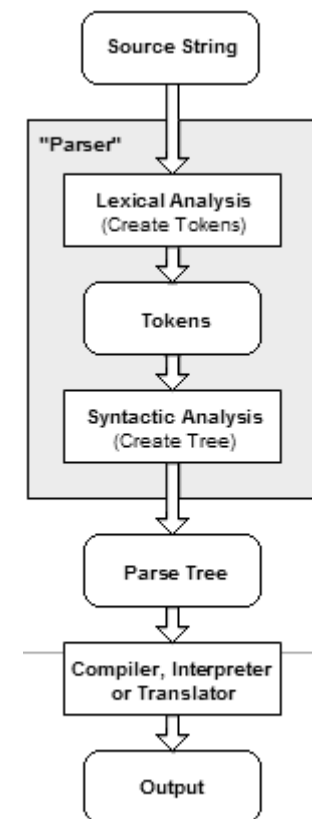 Source String
"Parser"
Lexical Analysis
(Create Tokens)
Tokens
Syntactic Analysis
(Create Tree)
Parse Tree
Compiler, Interpreter
or Translator
Output